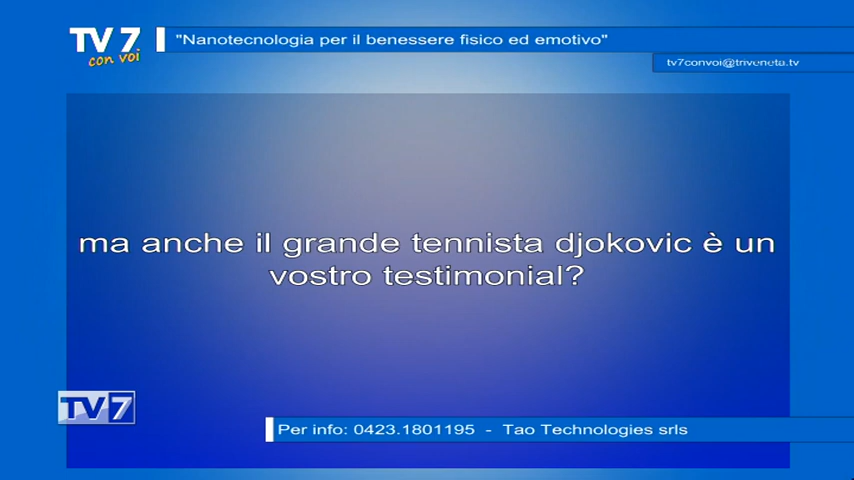 TV 7
con voi
"Nanotecnologia per il benessere fisico ed emotivo"
tv7convoi@triveneta.tv
ma anche il grande tennista djokovic è un
vostro testimonial?
TV7
Per info: 0423.1801195 - Tao Technologies srls